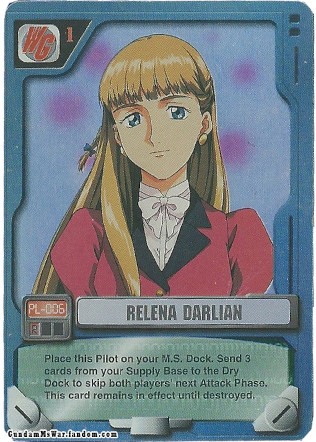 WG 1
PL-006
R
RELENA DARLIAN
Place this Pilot on your M.S. Dock. Send 3
cards from your Supply Base to the Dry
Dock to skip both players' next Attack Phase.
This card remains in effect until destroyed.
GundamMsWar.fandom.com